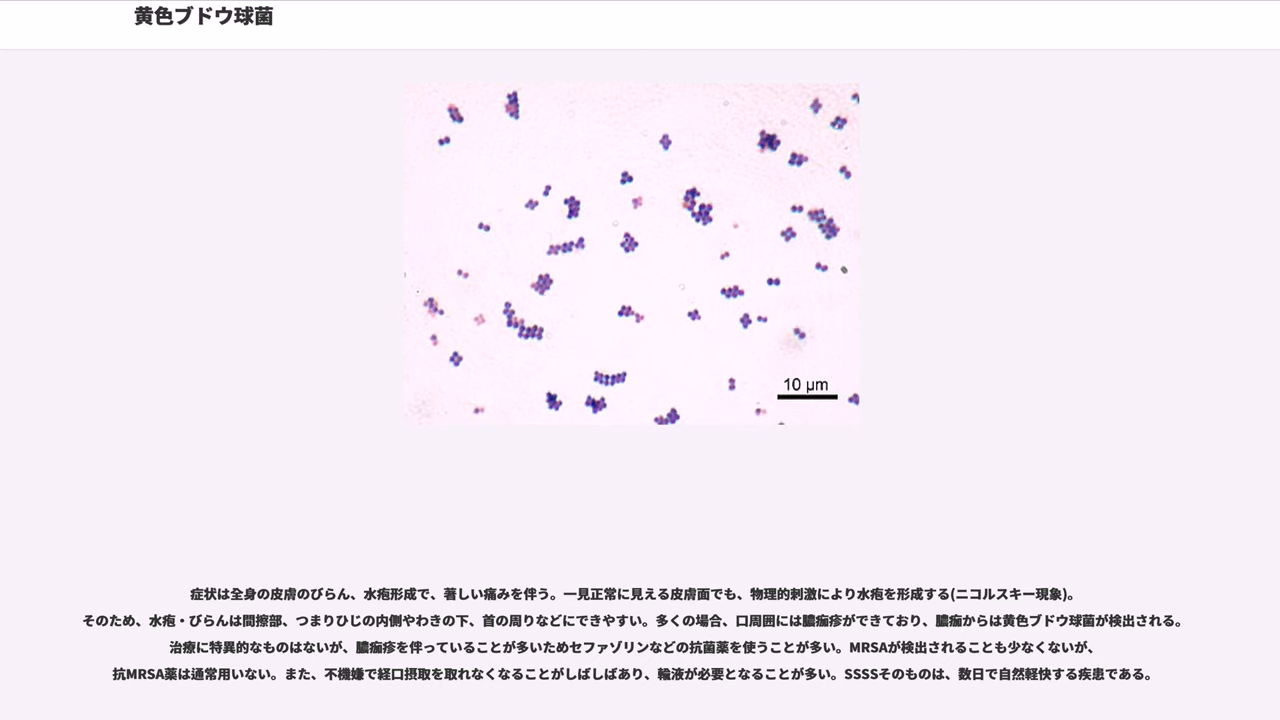 黄色ブドウ球菌
10 µm
症状は全身の皮膚のびらん、水疱形成で、著しい痛みを伴う。一見正常に見える皮膚面でも、物理的刺激により水疱を形成する(ニコルスキー現象)。
そのため、水疱・びらんは間擦部、つまりひじの内側やわきの下、首の周りなどにできやすい。多くの場合、口周囲には膿痂疹ができており、膿痂からは黄色ブドウ球菌が検出される。
治療に特異的なものはないが、膿痂疹を伴っていることが多いためセファゾリンなどの抗菌薬を使うことが多い。MRSAが検出されることも少なくないが、
抗MRSA薬は通常用いない。また、不機嫌で経口摂取を取れなくなることがしばしばあり、輸液が必要となることが多い。SSSSそのものは、数日で自然軽快する疾患である。